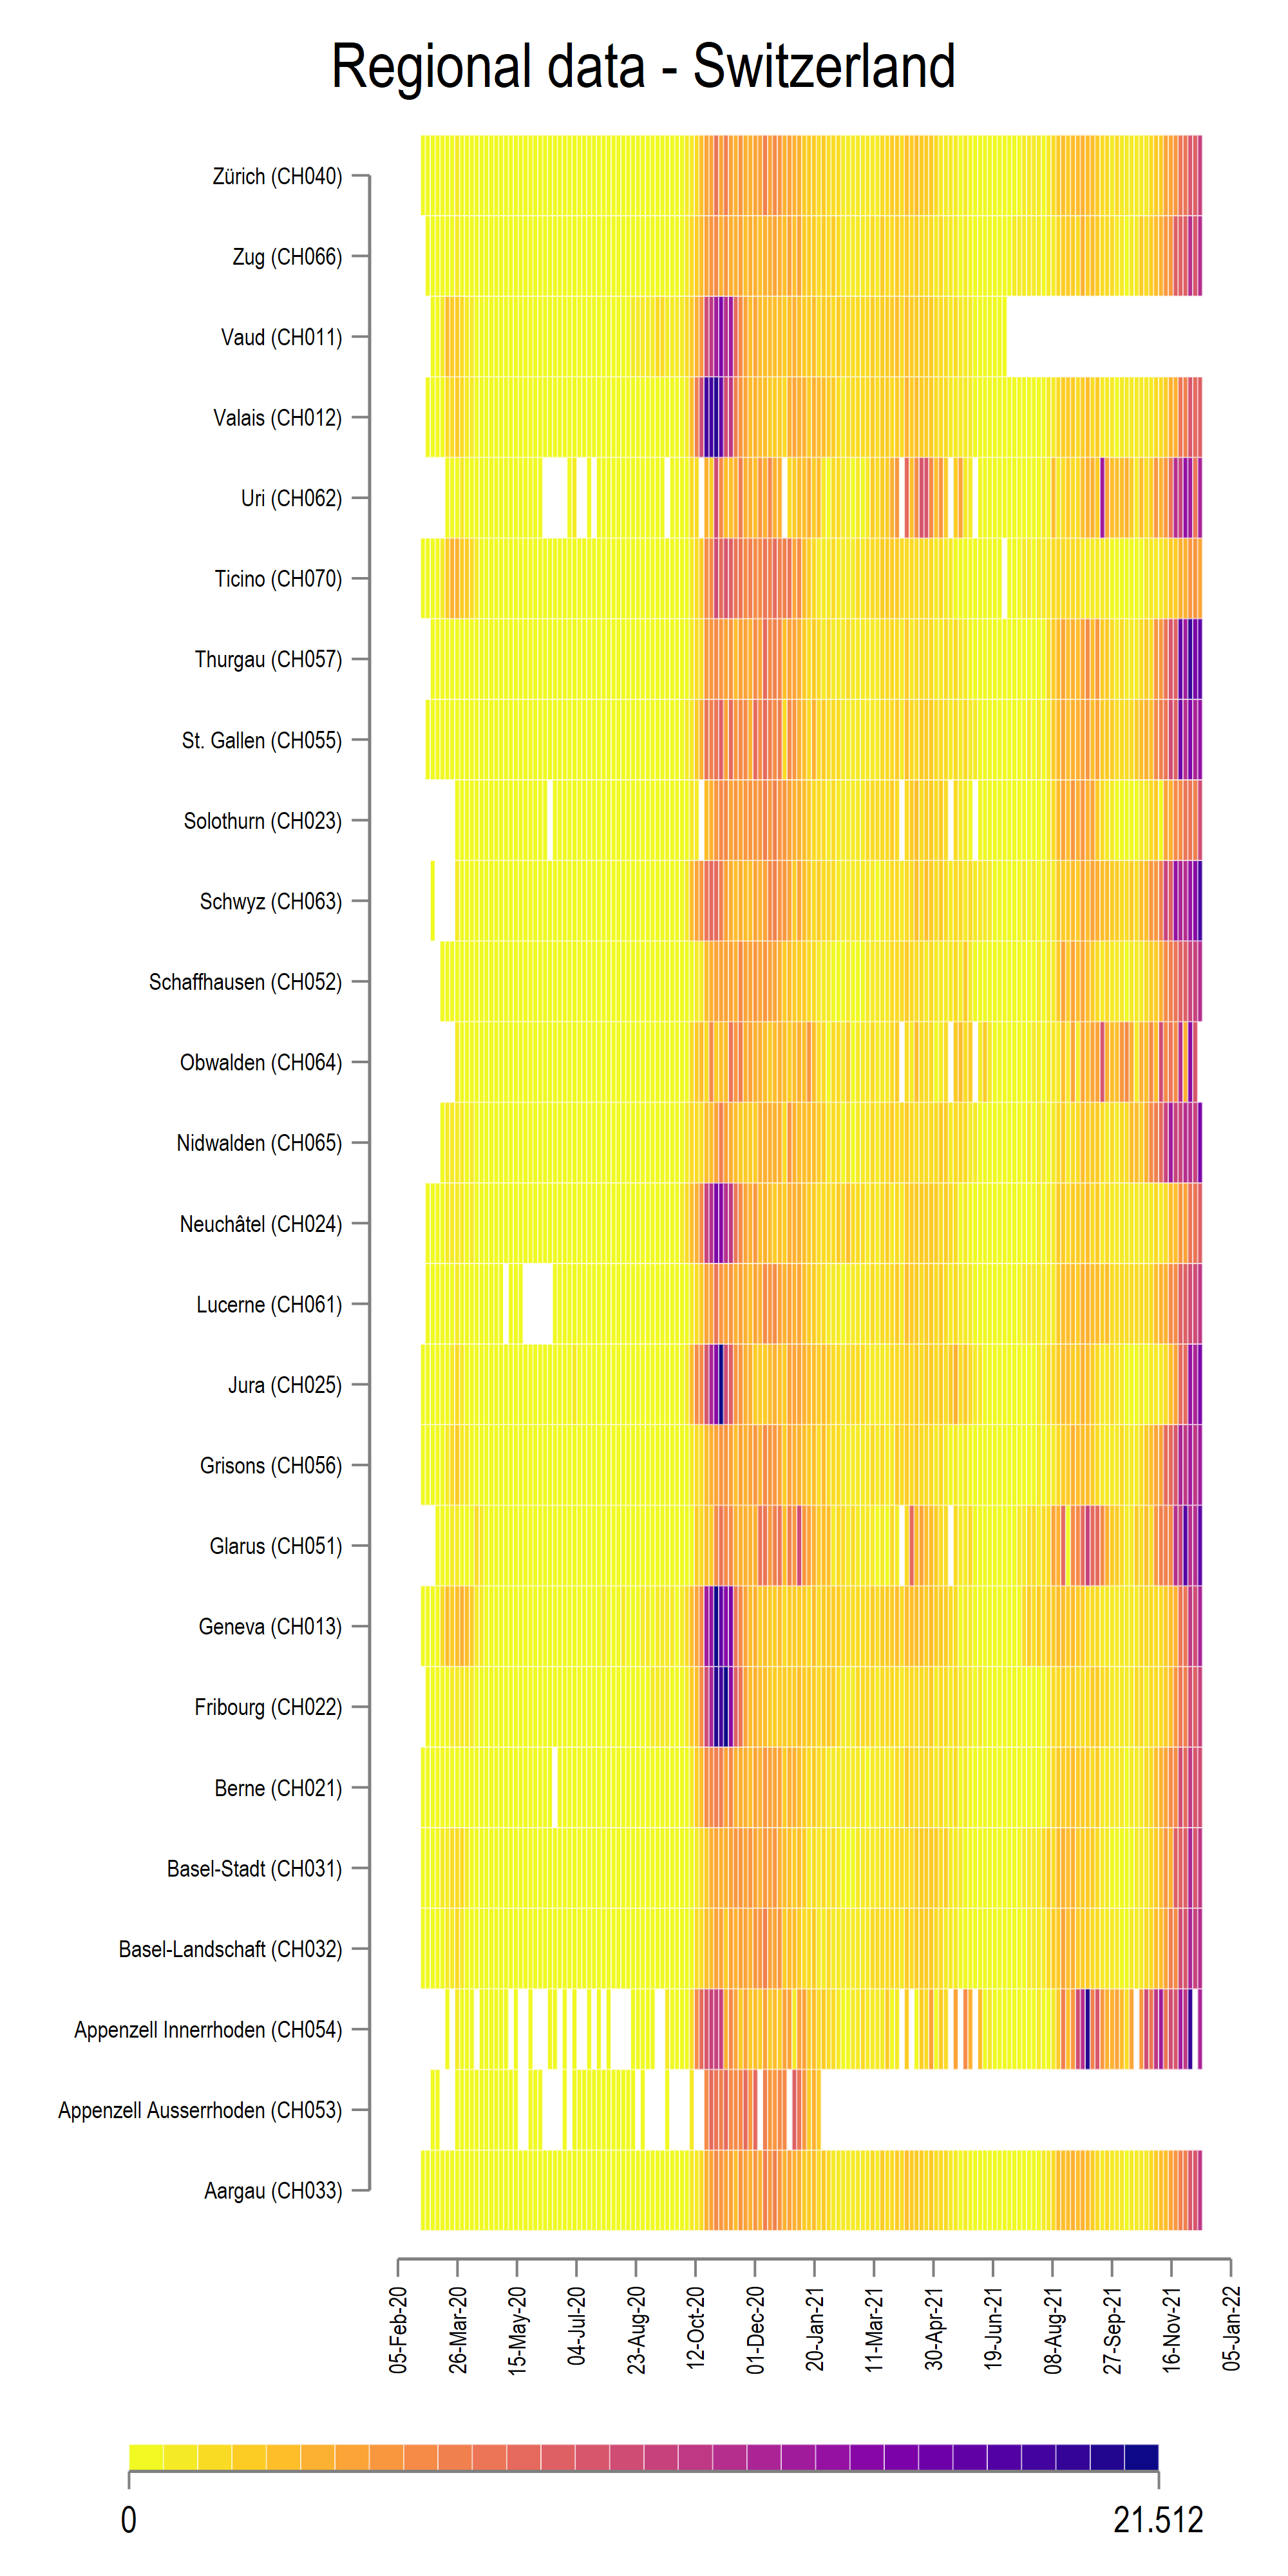 Regional data - Switzerland
Zürich (CH040)
Zug (CH066)
Vaud (CH011)
Valais (CH012)
Uri (CH062)
Ticino (CH070)
Thurgau (CH057)
St. Gallen (CH055)
Solothurn (CH023)
Schwyz (CH063)
Schaffhausen (CH052)
Obwalden (CH064)
Nidwalden (CH065)
Neuchâtel (CH024)
Lucerne (CH061)
Jura (CH025)
Grisons (CH056)
Glarus (CH051)
Geneva (CH013)
Fribourg (CH022)
Berne (CH021)
Basel-Stadt (CH031)
Basel-Landschaft (CH032)
Appenzell Innerrhoden (CH054)
Appenzell Ausserrhoden (CH053)
Aargau (CH033)
05-Feb-20
26-Mar-20
15-May-20
04-Jul-20
23-Aug-20
12-Oct-20
01-Dec-20
20-Jan-21
11-Mar-21
30-Apr-21
19-Jun-21
08-Aug-21
27-Sep-21
16-Nov-21
05-Jan-22
0
21.512